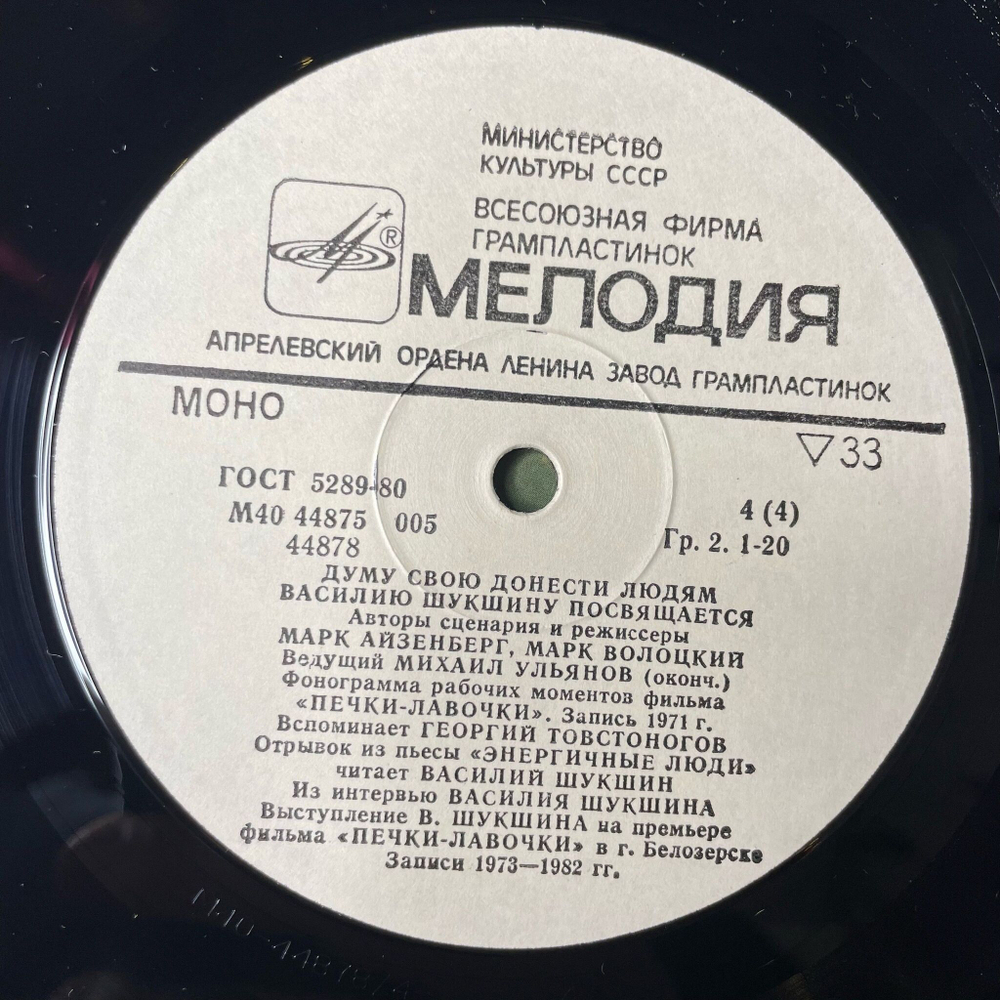 МИНИСТЕРСТВО
КУЛЬТУРЫ СССР
ВСЕСОЮЗНАЯ ФИРМА
ГРАМПЛАСТИНОК
®
МЕЛОДИЯ
АПРЕЛЕВСКИЙ ОРДЕНА ЛЕНИНА ЗАВОД ГРАМПЛАСТИНОК
МОНО
▽33
ГОСТ 5289-80
М40 44875 005
44878
4 (4)
Гр. 2. 1-20
ДУМУ СВОЮ ДОНЕСТИ ЛЮДЯМ
ВАСИЛИЮ ШУКШИНУ ПОСВЯЩАЕТСЯ
Авторы сценария и режиссеры
МАРК АЙЗЕНБЕРГ, МАРК ВОЛОЦКИЙ
Ведущий МИХАИЛ УЛЬЯНОВ (оконч.)
Фонограмма рабочих моментов фильма
«ПЕЧКИ-ЛАВОЧКИ». Запись 1971 г.
Вспоминает ГЕОРГИЙ ТОВСТОНОГОВ
Отрывок из пьесы «ЭНЕРГИЧНЫЕ ЛЮДИ»
читает ВАСИЛИЙ ШУКШИН
Из интервью ВАСИЛИЯ ШУКШИНА
Выступление В. ШУКШИНА на премьере
фильма «ПЕЧКИ-ЛАВОЧКИ» в г. Белозерске
Записи 1973—1982 гг.